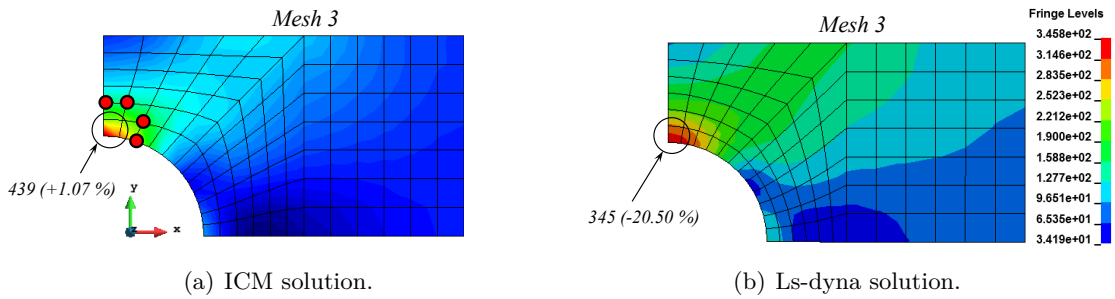 Mesh 3
439 (+1.07 %)
y
z
x
(a) ICM solution.
Mesh 3
345 (-20.50 %)
Fringe Levels
3.458e+02
3.146e+02
2.835e+02
2.523e+02
2.212e+02
1.900e+02
1.588e+02
1.277e+02
9.651e+01
6.535e+01
3.419e+01
(b) Ls-dyna solution.